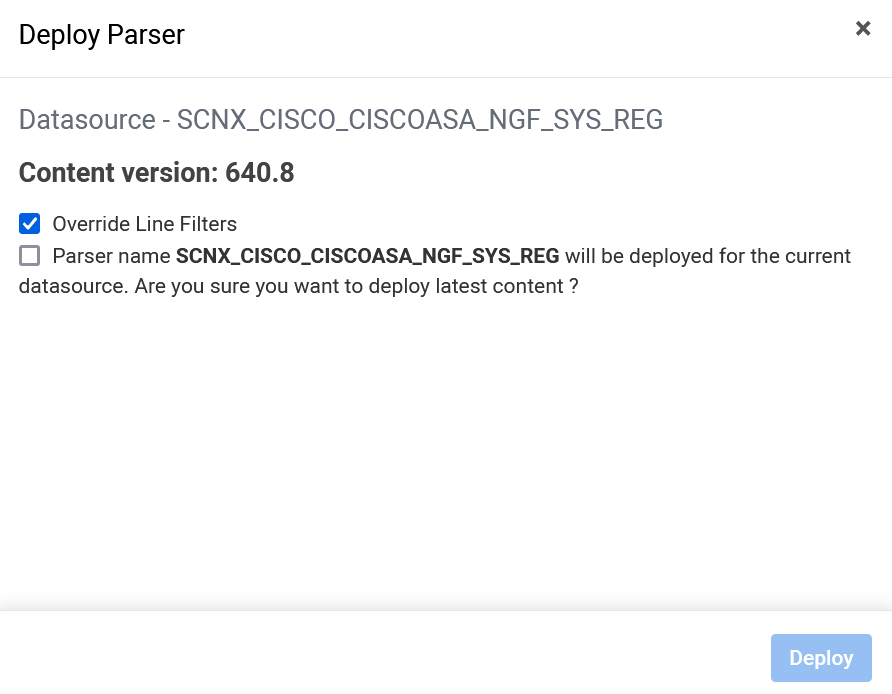 Deploy Parser
×
Datasource - SCNX_CISCO_CISCOASA_NGF_SYS_REG
Content version: 640.8
Override Line Filters
Parser name SCNX_CISCO_CISCOASA_NGF_SYS_REG will be deployed for the current
datasource. Are you sure you want to deploy latest content ?
Deploy